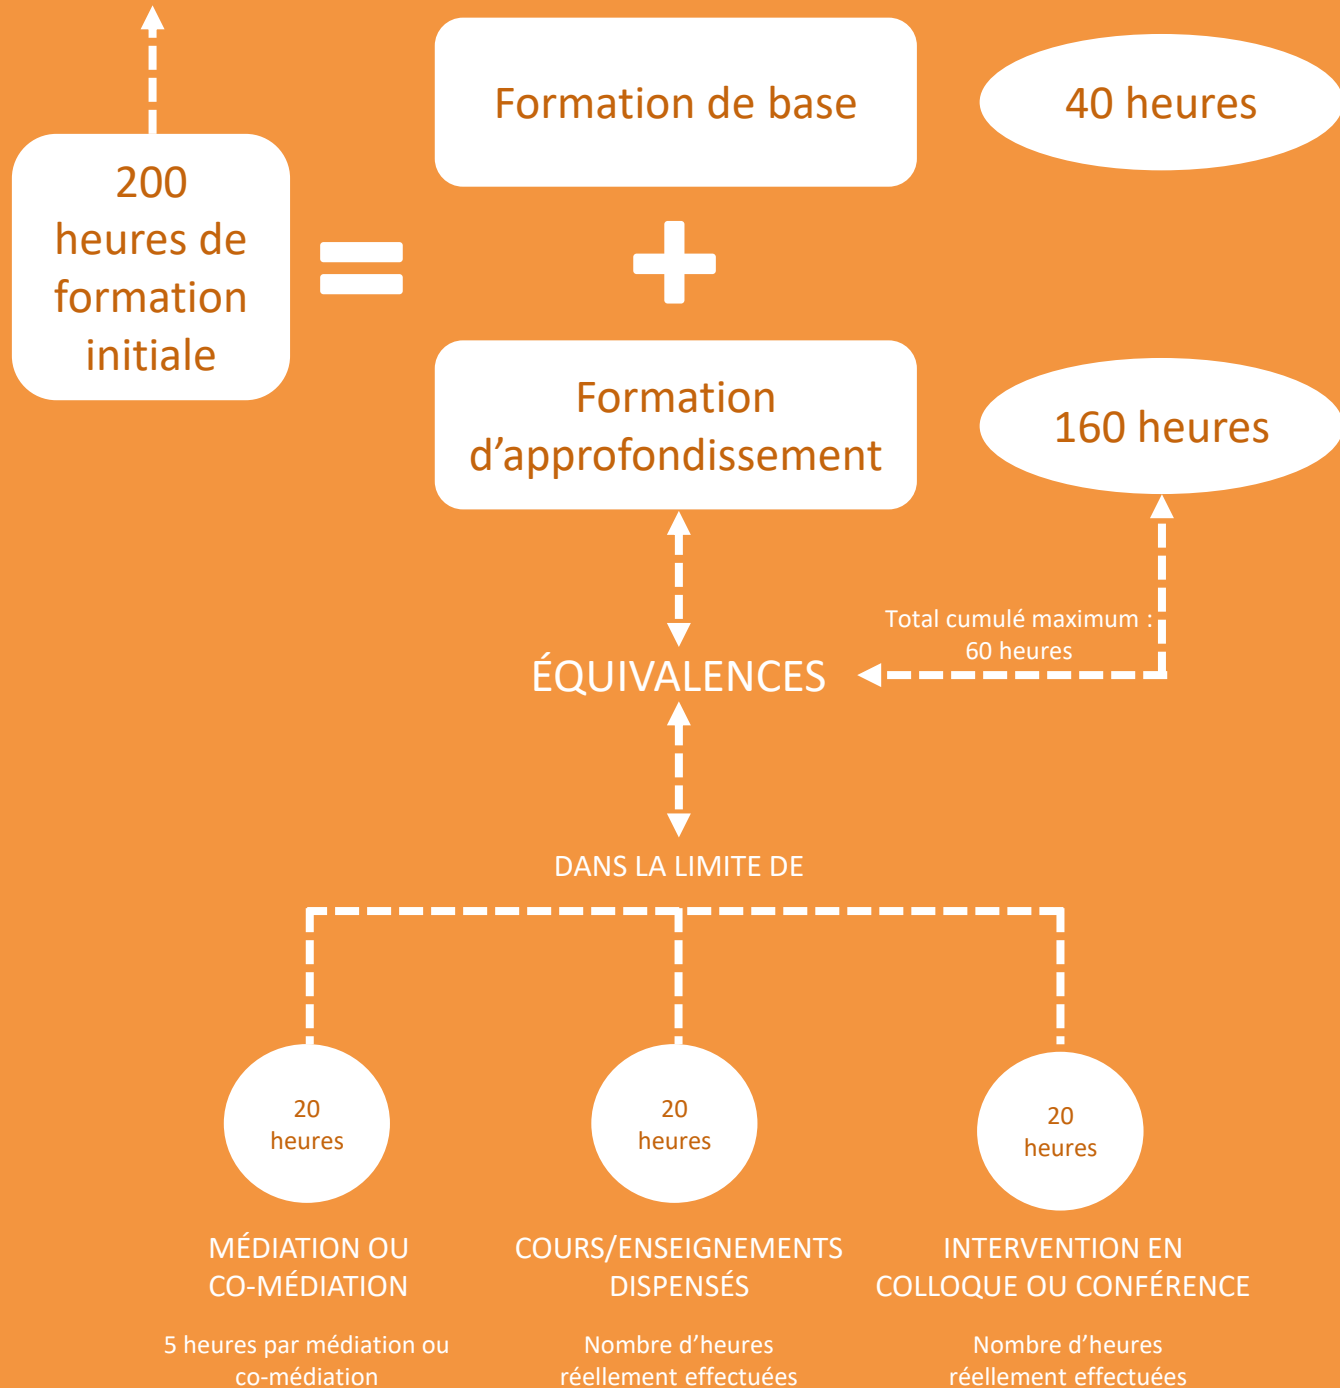 200
heures de
formation
initiale
Formation de base
40 heures
Formation
d’approfondissement
160 heures
Total cumulé maximum :
60 heures
ÉQUIVALENCES
DANS LA LIMITE DE
20
heures
20
heures
20
heures
MÉDIATION OU
CO-MÉDIATION
5 heures par médiation ou
co-médiation
COURS/ENSEIGNEMENTS
DISPENSÉS
Nombre d’heures
réellement effectuées
INTERVENTION EN
COLLOQUE OU CONFÉRENCE
Nombre d’heures
réellement effectuées